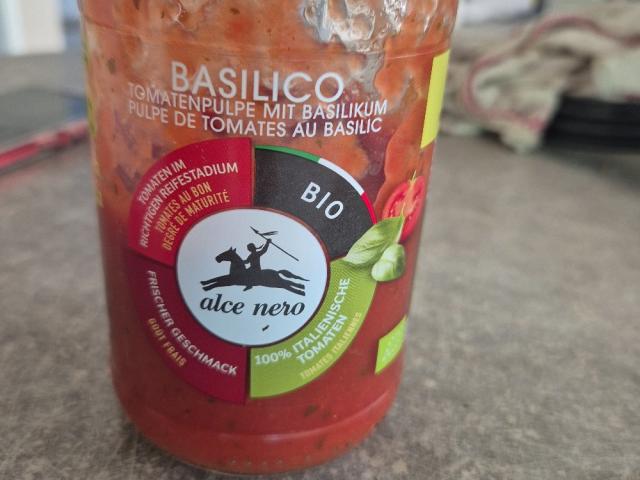 BASILICO
TOMATENPULPE MIT BASILIKUM
PULPE DE TOMATES AU BASILIC
TOMATEN IM
RICHTIGEN REIFESTADIUM
TOMATES AU BON
DEGRÉ DE MATURITÉ
BIO
alce nero
FRISCHER GESCHMACK
GOÛT FRAIS
100% ITALIENISCHE
TOMATEN
TOMATES ITALIENNES